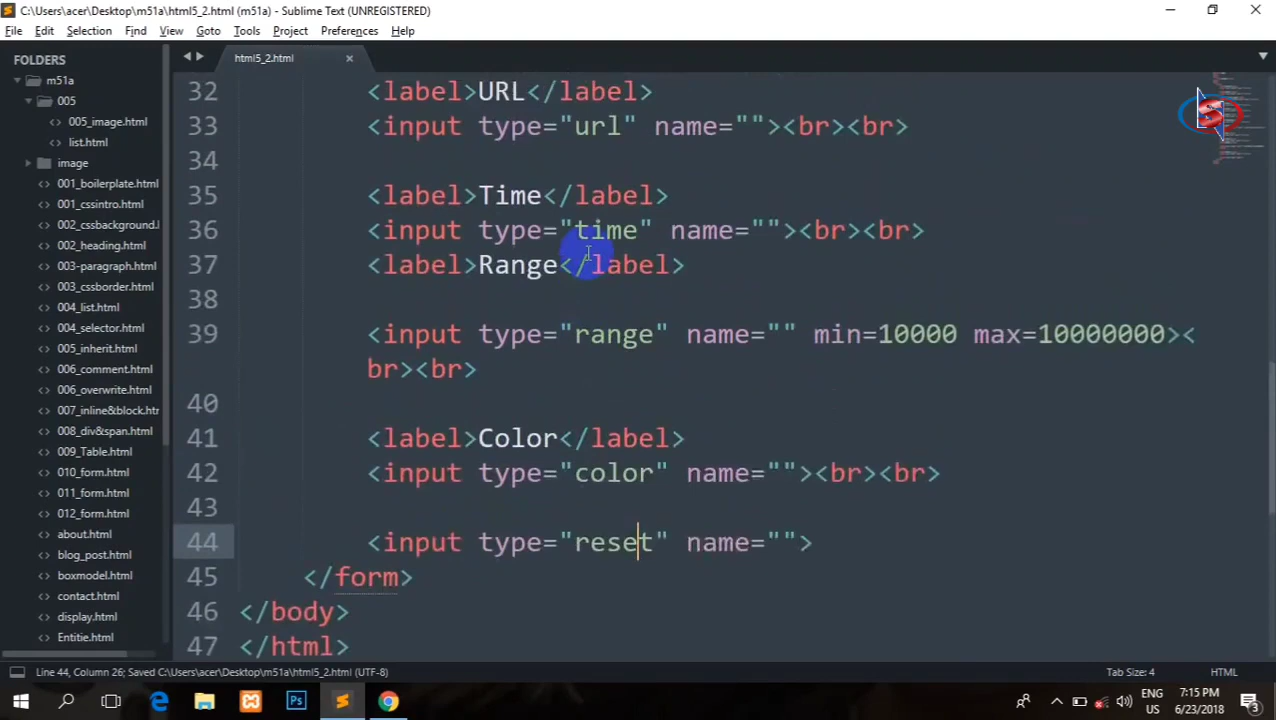 C:\Users\acer\Desktop\m51a\html5_2.html (m51a) - Sublime Text (UNREGISTERED)
File Edit Selection Find View Goto Tools Project Preferences Help
FOLDERS
m51a
005
005_image.html
list.html
image
001_boilerplate.html
001_cssintro.html
002_cssbackground.
002_heading.html
003-paragraph.html
003_cssborder.html
004_list.html
004_selector.html
005_inherit.html
006_comment.html
006_overwrite.html
007_inline&block.ht
008_div&span.html
009_Table.html
010_form.html
011_form.html
012_form.html
about.html
blog_post.html
boxmodel.html
contact.html
display.html
Entitie.html
html5_2.html
32 <label>URL</label>
33 <input type="url" name=""><br><br>
34
35 <label>Time</label>
36 <input type="time" name=""><br><br>
37 <label>Range</label>
38
39 <input type="range" name="" min=10000 max=10000000><
br><br>
40
41 <label>Color</label>
42 <input type="color" name=""><br><br>
43
44 <input type="reset" name="">
45 </form>
46 </body>
47 </html>
Line 44, Column 26; Saved C:\Users\acer\Desktop\m51a\html5_2.html (UTF-8)
Tab Size: 4
HTML
ENG
US
7:15 PM
6/23/2018
3